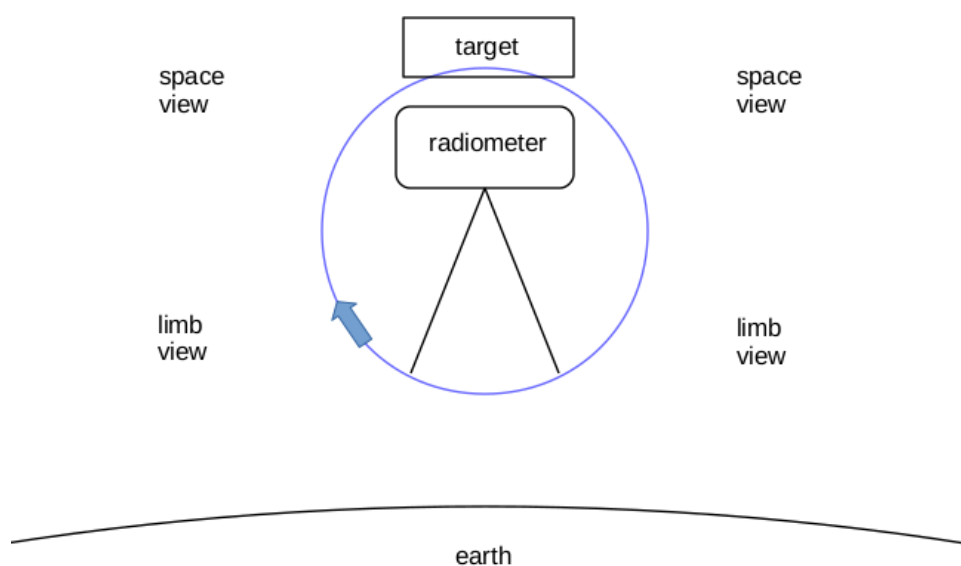 target
space
view
space
view
radiometer
limb
view
limb
view
earth